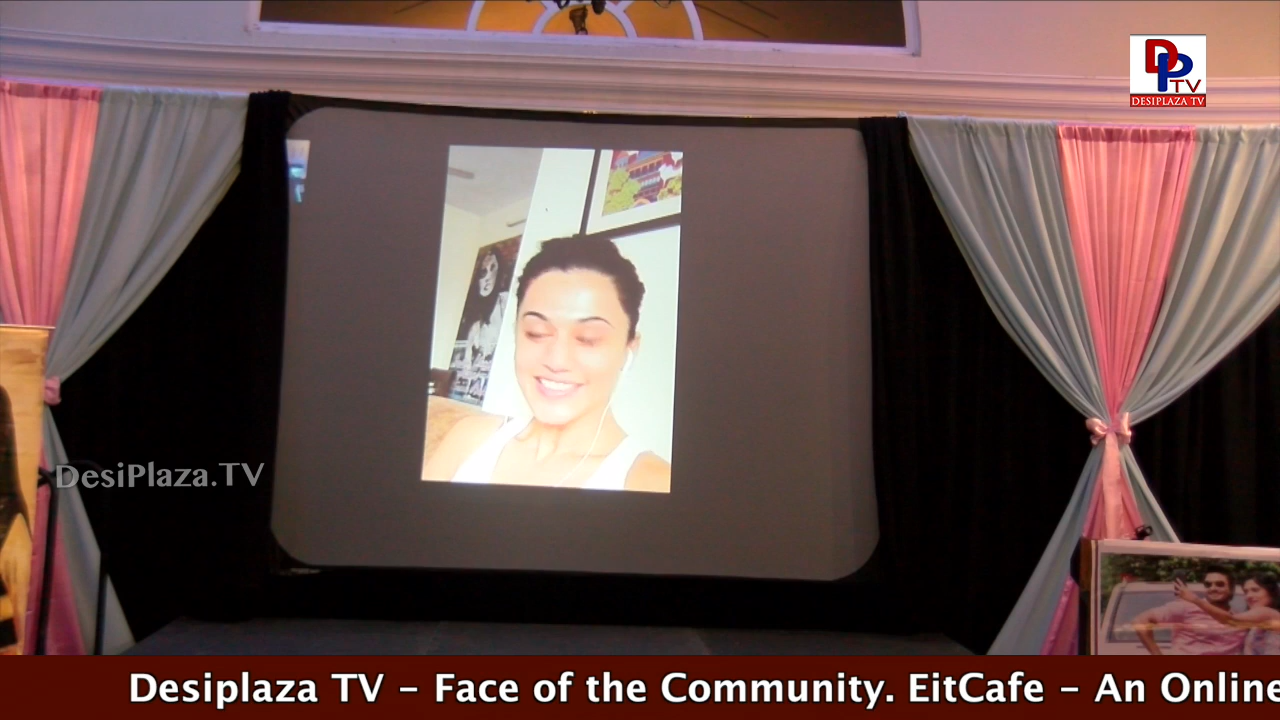 DP
TV
DESIPLAZA TV
DesiPlaza.TV
Desiplaza TV - Face of the Community. EitCafe - An Online